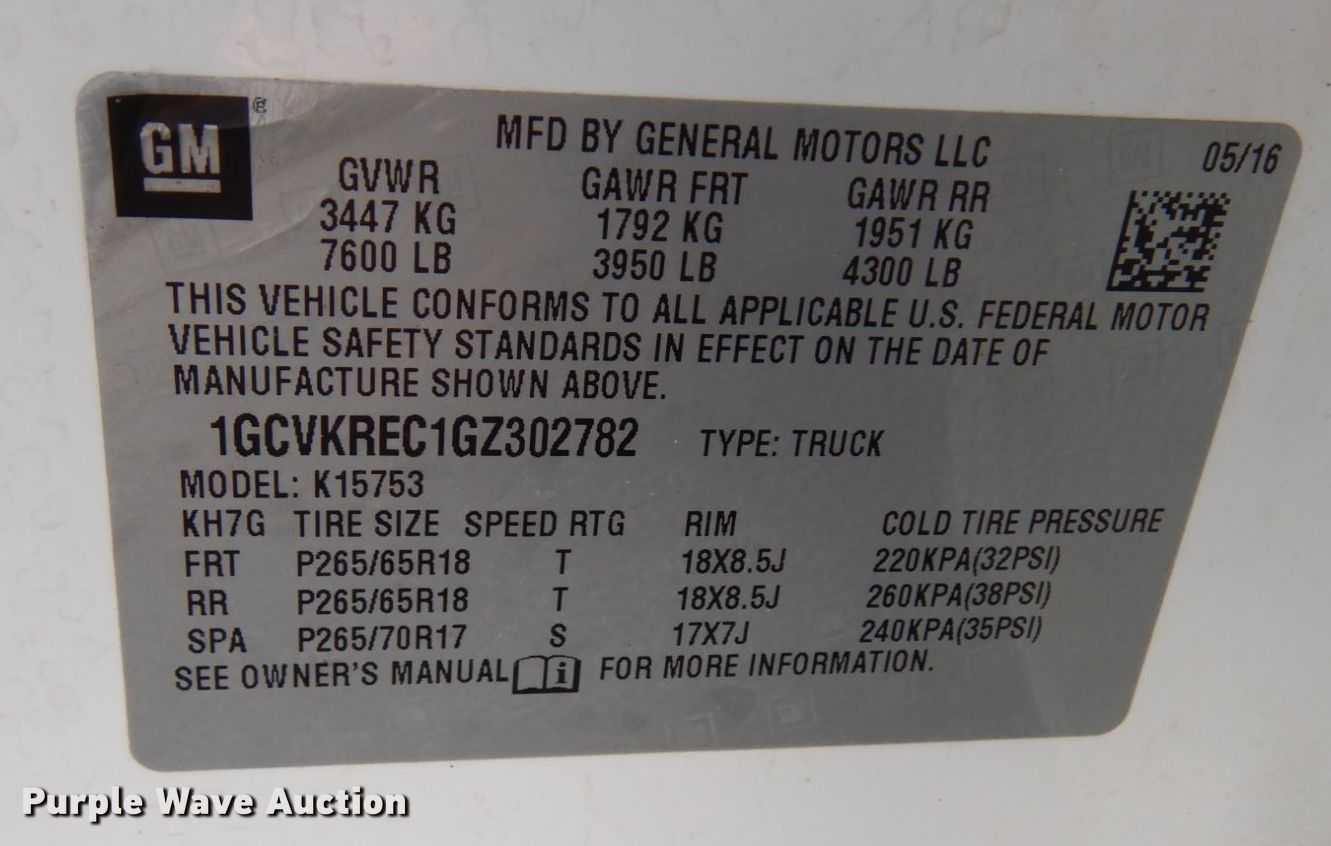 GM ®
MFD BY GENERAL MOTORS LLC 05/16
GVWR GAWR FRT GAWR RR
3447 KG 1792 KG 1951 KG
7600 LB 3950 LB 4300 LB
THIS VEHICLE CONFORMS TO ALL APPLICABLE U.S. FEDERAL MOTOR
VEHICLE SAFETY STANDARDS IN EFFECT ON THE DATE OF
MANUFACTURE SHOWN ABOVE.
1GCVKREC1GZ302782 TYPE: TRUCK
MODEL: K15753
KH7G TIRE SIZE SPEED RTG RIM COLD TIRE PRESSURE
FRT P265/65R18 T 18X8.5J 220KPA(32PSI)
RR P265/65R18 T 18X8.5J 260KPA(38PSI)
SPA P265/70R17 S 17X7J 240KPA(35PSI)
SEE OWNER'S MANUAL i FOR MORE INFORMATION.
Purple Wave Auction